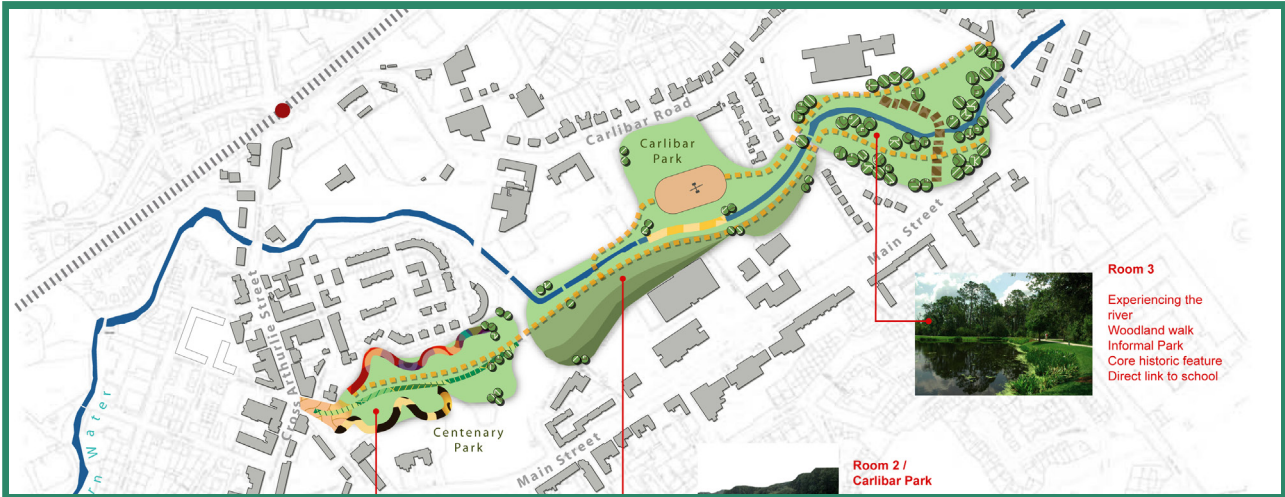 Carlibar Road
Carlibar
Park
Main Street
Room 3
Experiencing the
river
Woodland walk
Informal Park
Core historic feature
Direct link to school
Cross Arthurlie Street
Centenary
Park
Main Street
Water
Room 2 /
Carlibar Park